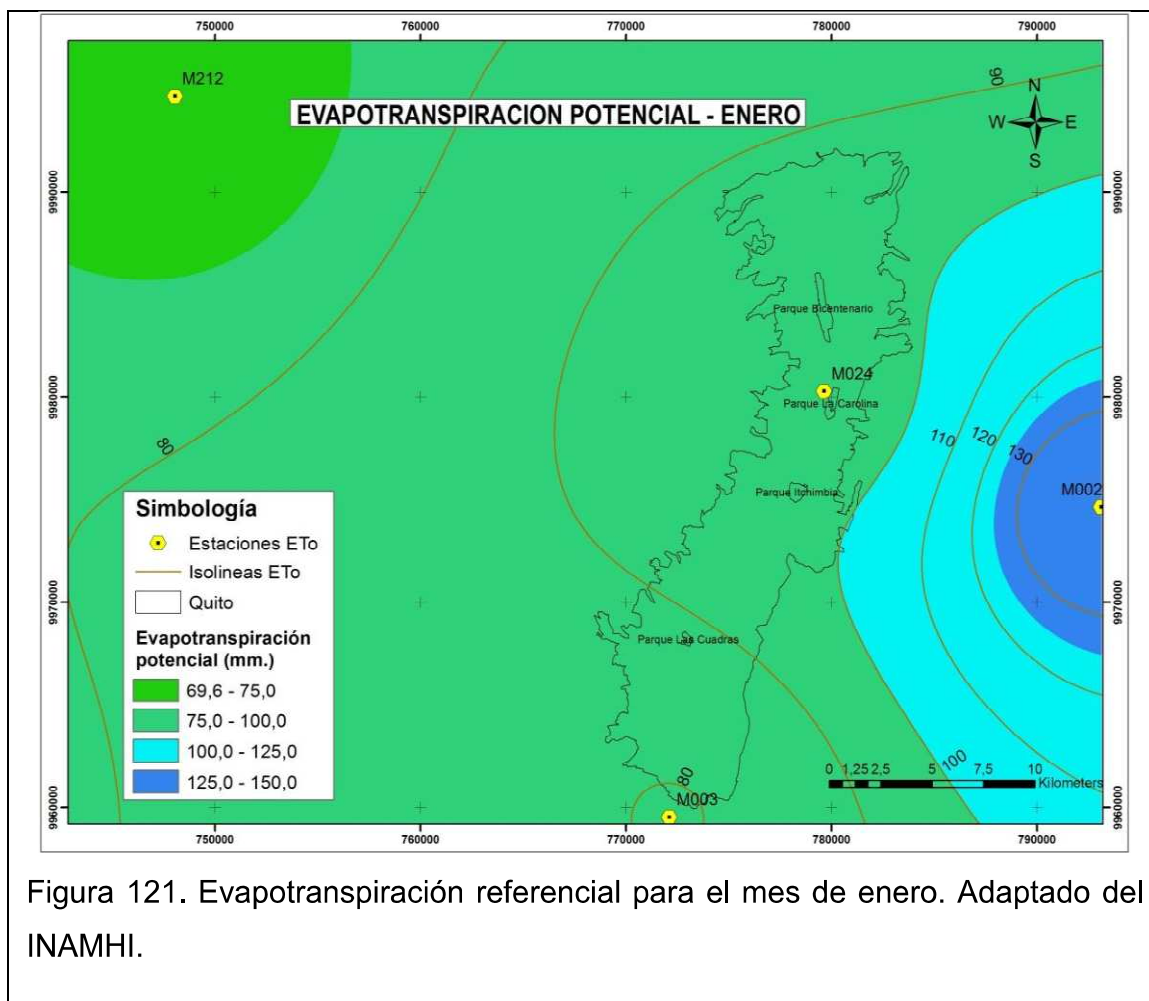 750000 760000 770000 780000 790000
M212
EVAPOTRANSPIRACION POTENCIAL - ENERO
90
N
W E
S
9990000 9990000
Parque Bicentenario
M024
9980000 9980000
Parque La Carolina
80
110
120
130
Parque Itchimbia
M002
Simbología
Estaciones ETo
Isolineas ETo
Quito
Evapotranspiración
potencial (mm.)
69,6 - 75,0
75,0 - 100,0
100,0 - 125,0
125,0 - 150,0
9970000 9970000
Parque Las Cuadras
100
0 1,25 2,5 5 7,5 10
Kilometers
80
M003
9960000 9960000
750000 760000 770000 780000 790000
Figura 121. Evapotranspiración referencial para el mes de enero. Adaptado del
INAMHI.